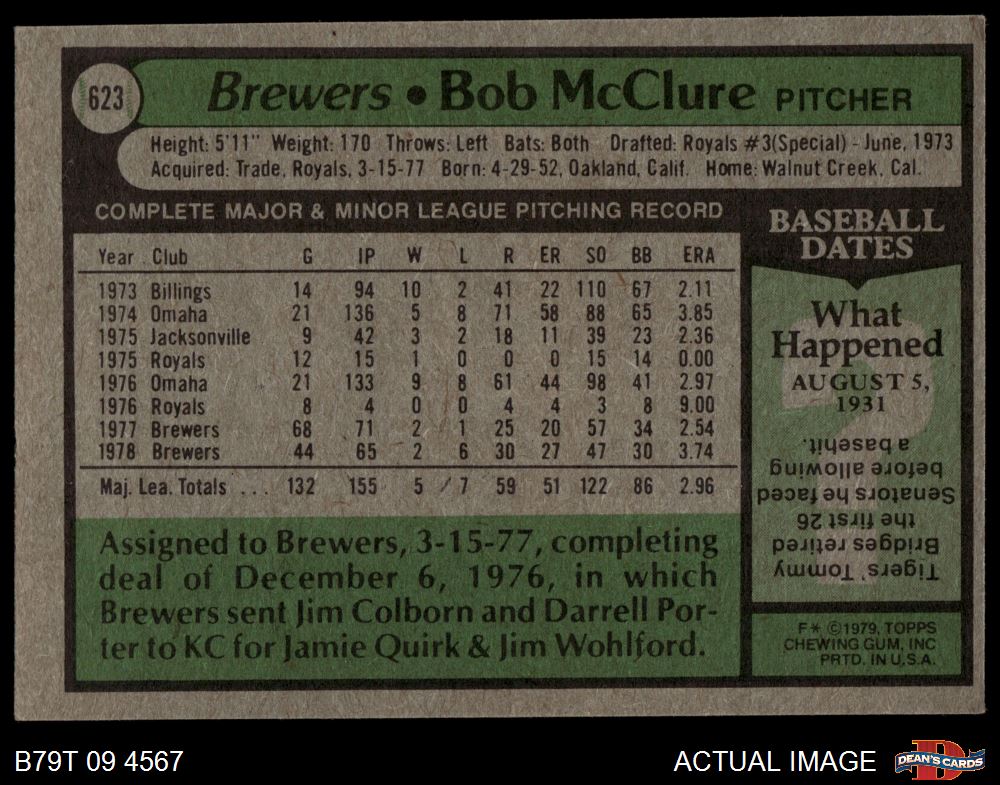 623
Brewers • Bob McClure PITCHER
Height: 5'11" Weight: 170 Throws: Left Bats: Both Drafted: Royals #3(Special) - June, 1973
Acquired: Trade, Royals, 3-15-77 Born: 4-29-52, Oakland, Calif. Home: Walnut Creek, Cal.
COMPLETE MAJOR & MINOR LEAGUE PITCHING RECORD
Year Club G IP W L R ER SO BB ERA
1973 Billings 14 94 10 2 41 22 110 67 2.11
1974 Omaha 21 136 5 8 71 58 88 65 3.85
1975 Jacksonville 9 42 3 2 18 11 39 23 2.36
1975 Royals 12 15 1 0 0 0 15 14 0.00
1976 Omaha 21 133 9 8 61 44 98 41 2.97
1976 Royals 8 4 0 0 4 4 3 8 9.00
1977 Brewers 68 71 2 1 25 20 57 34 2.54
1978 Brewers 44 65 2 6 30 27 47 30 3.74
Maj. Lea. Totals ... 132 155 5 7 59 51 122 86 2.96
Assigned to Brewers, 3-15-77, completing
deal of December 6, 1976, in which
Brewers sent Jim Colborn and Darrell Por-
ter to KC for Jamie Quirk & Jim Wohlford.
BASEBALL
DATES
What
Happened
AUGUST 5,
1931
?
Tigers' Tommy
Bridges retired
the first 26
Senators he faced
before allowing
a basehit.
F* ©1979, TOPPS
CHEWING GUM, INC
PRTD. IN U.S.A.
B79T 09 4567
ACTUAL IMAGE
D
DEAN'S CARDS